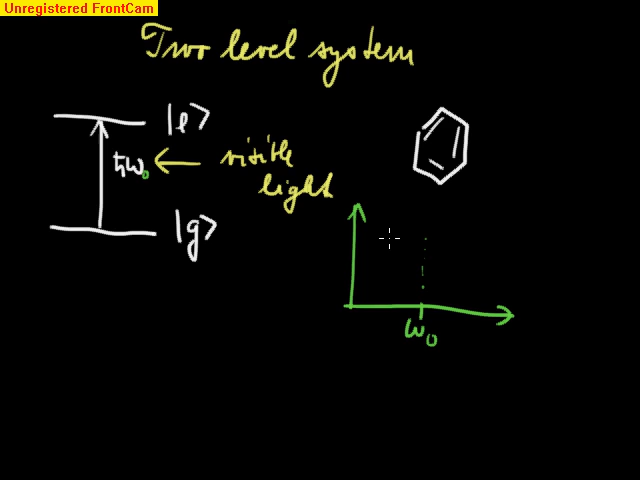 Unregistered FrontCam
Two level system
|e>
ħω₀ ← visible
light
|g>
ω₀